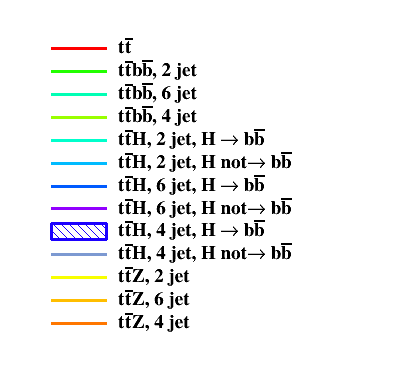 tt̅
tt̅bb̅, 2 jet
tt̅bb̅, 6 jet
tt̅bb̅, 4 jet
tt̅H, 2 jet, H → bb̅
tt̅H, 2 jet, H not→ bb̅
tt̅H, 6 jet, H → bb̅
tt̅H, 6 jet, H not→ bb̅
tt̅H, 4 jet, H → bb̅
tt̅H, 4 jet, H not→ bb̅
tt̅Z, 2 jet
tt̅Z, 6 jet
tt̅Z, 4 jet